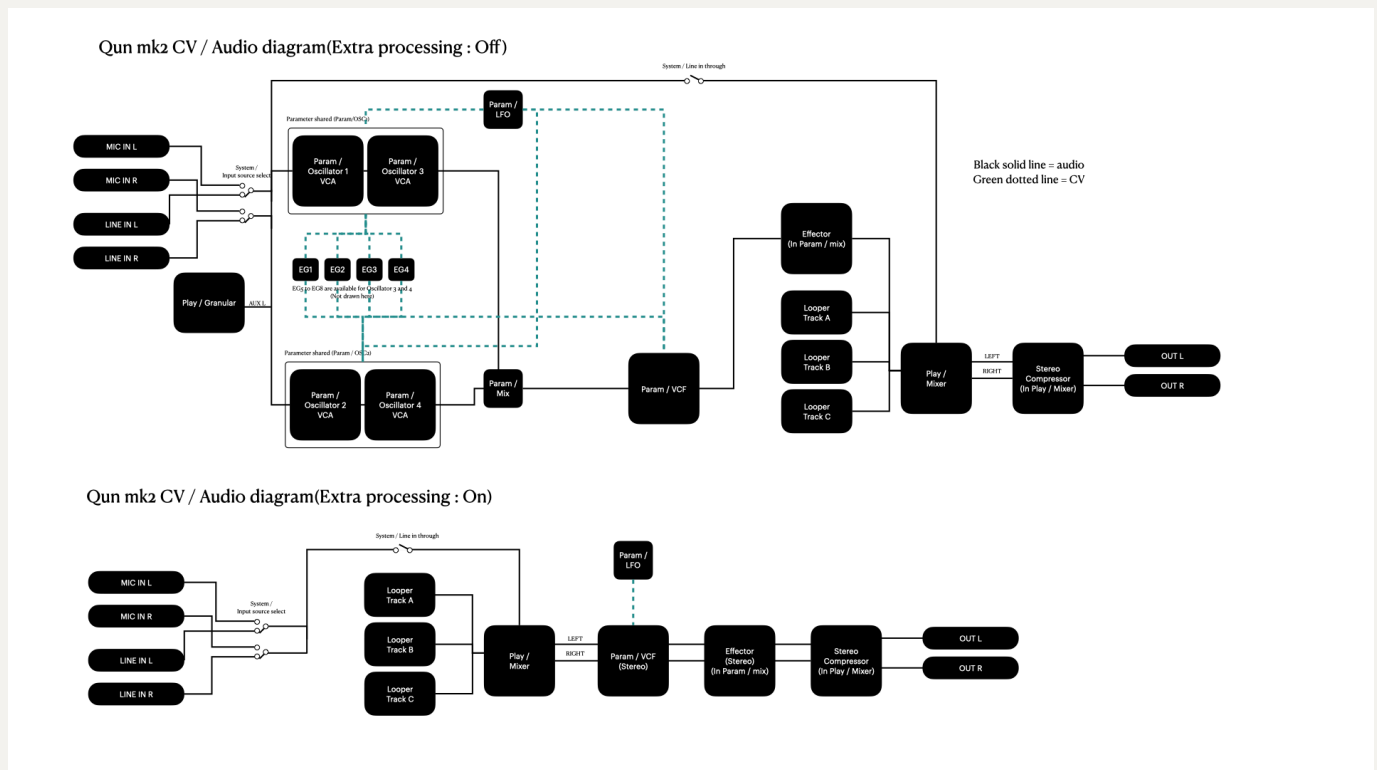 Qun mk2 CV / Audio diagram(Extra processing : Off)
System / Line in through
Param /
LFO
Parameter shared (Param/OSC1)
MIC IN L
MIC IN R
LINE IN L
LINE IN R
System /
Input source select
Param /
Oscillator 1
VCA
Param /
Oscillator 3
VCA
Black solid line = audio
Green dotted line = CV
Effector
(In Param / mix)
EG1
EG2
EG3
EG4
EG5 to EG8 are available for Oscillator 3 and 4
(Not drawn here)
Play / Granular
AUX L
Looper
Track A
Looper
Track B
Looper
Track C
Parameter shared (Param / OSC2)
Param /
Oscillator 2
VCA
Param /
Oscillator 4
VCA
Param /
Mix
Param / VCF
Play /
Mixer
LEFT
RIGHT
Stereo
Compressor
(In Play / Mixer)
OUT L
OUT R
Qun mk2 CV / Audio diagram(Extra processing : On)
System / Line in through
Param /
LFO
MIC IN L
MIC IN R
LINE IN L
LINE IN R
System /
Input source select
Looper
Track A
Looper
Track B
Looper
Track C
Play /
Mixer
LEFT
RIGHT
Param / VCF
(Stereo)
Effector
(Stereo)
(In Param / mix)
Stereo
Compressor
(In Play / Mixer)
OUT L
OUT R